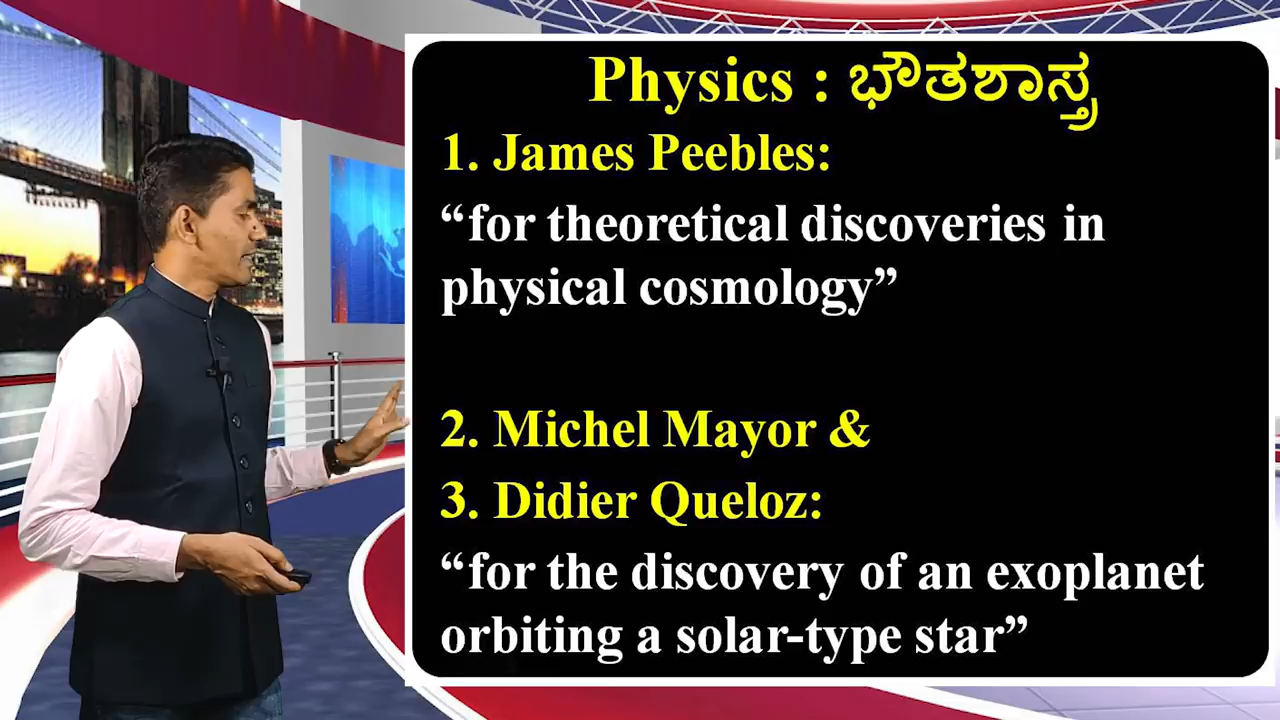 Physics : ಭೌತಶಾಸ್ತ್ರ
1. James Peebles:
“for theoretical discoveries in
physical cosmology”
2. Michel Mayor &
3. Didier Queloz:
“for the discovery of an exoplanet
orbiting a solar-type star”